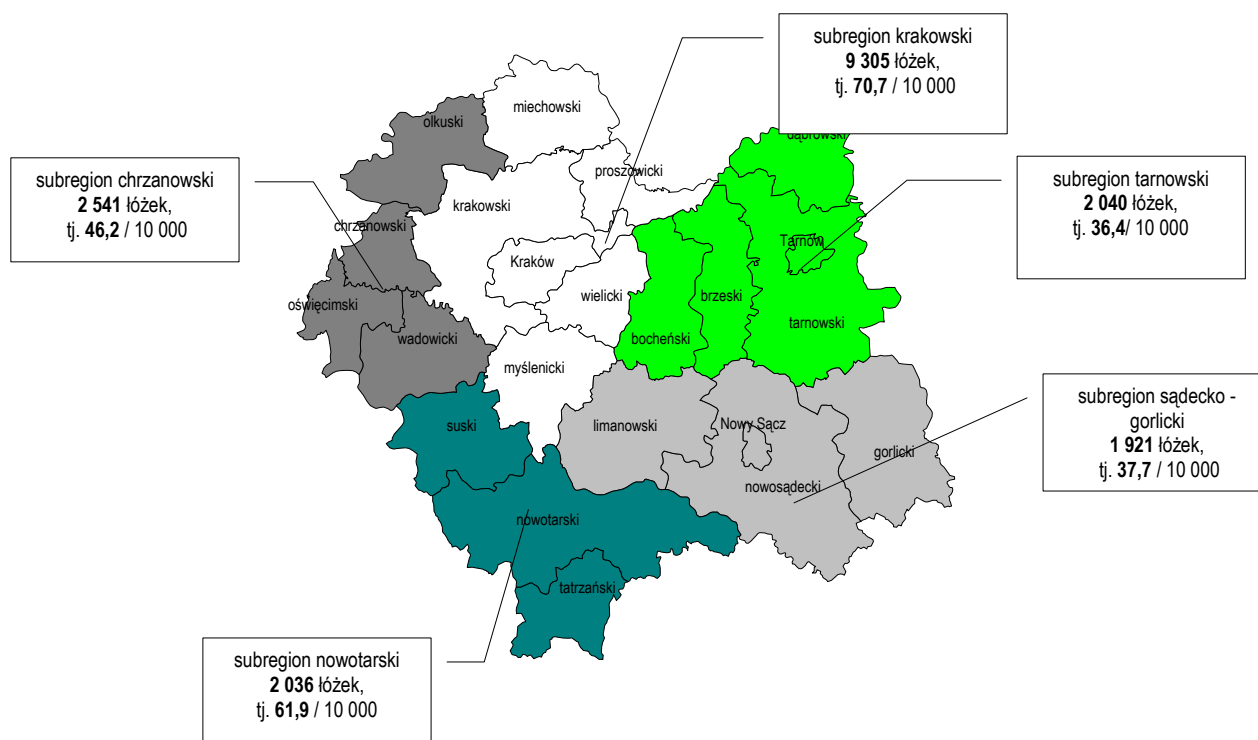 subregion krakowski
9 305 łóżek,
tj. 70,7 / 10 000
miechowski
olkuski
dąbrowski
proszowicki
subregion chrzanowski
2 541 łóżek,
tj. 46,2 / 10 000
subregion tarnowski
2 040 łóżek,
tj. 36,4/ 10 000
krakowski
chrzanowski
Tarnów
Kraków
wielicki
brzeski
oświęcimski
tarnowski
wadowicki
bocheński
myślenicki
subregion sądecko -
gorlicki
1 921 łóżek,
tj. 37,7 / 10 000
suski
limanowski
Nowy Sącz
gorlicki
nowosądecki
nowotarski
tatrzański
subregion nowotarski
2 036 łóżek,
tj. 61,9 / 10 000